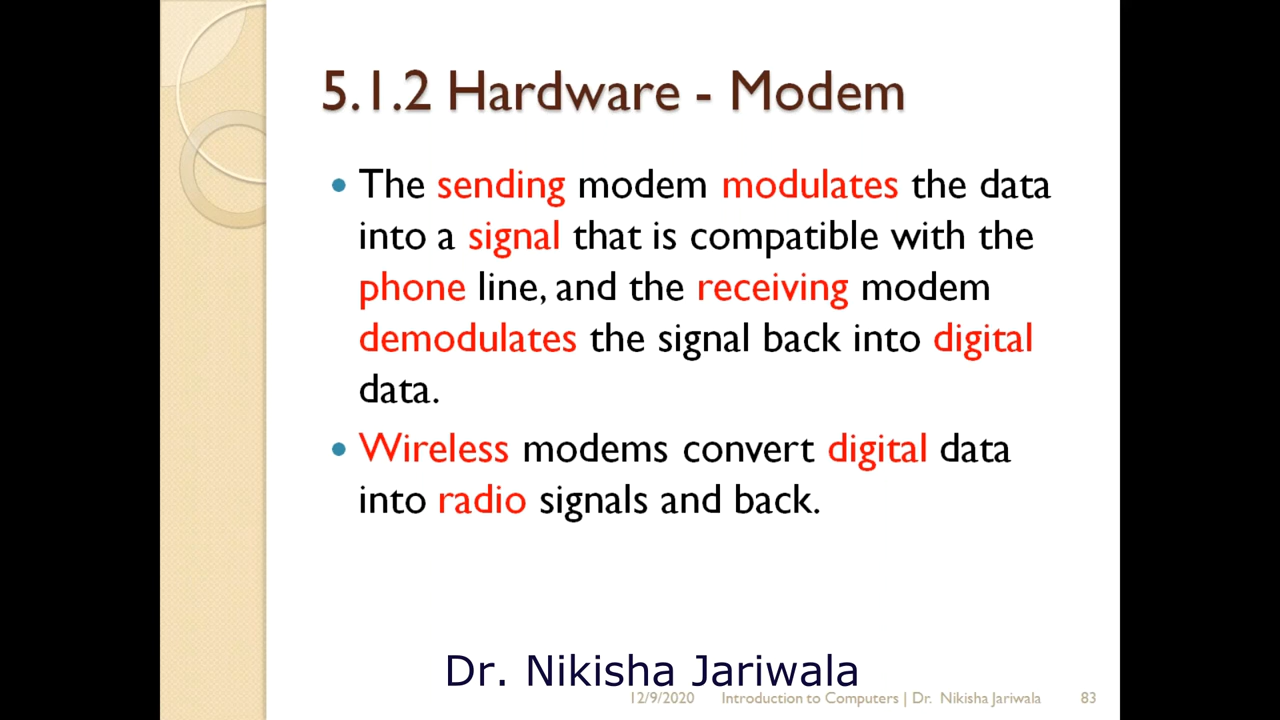 5.1.2 Hardware - Modem
• The sending modem modulates the data
into a signal that is compatible with the
phone line, and the receiving modem
demodulates the signal back into digital
data.
• Wireless modems convert digital data
into radio signals and back.
Dr. Nikisha Jariwala
12/9/2020 Introduction to Computers | Dr. Nikisha Jariwala 83